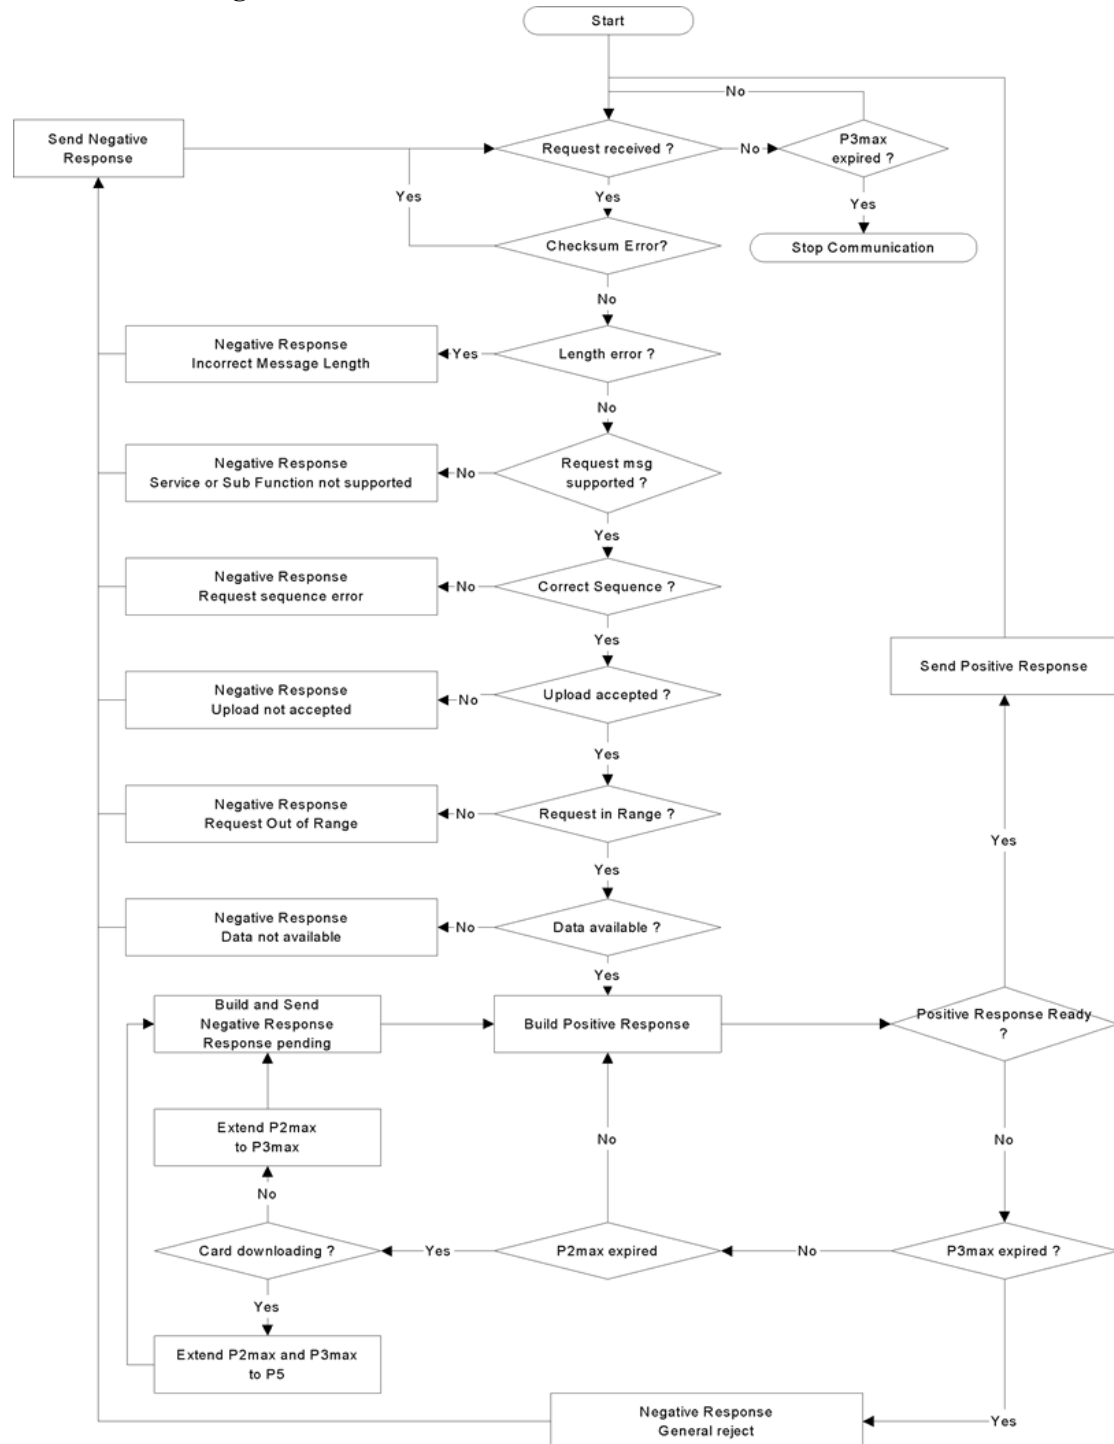 Start
No
Send Negative
Response
Request received ?
No
P3max
expired ?
Yes
Yes
Yes
Checksum Error?
Stop Communication
No
Negative Response
Incorrect Message Length
Yes
Length error ?
No
Negative Response
Service or Sub Function not supported
No
Request msg
supported ?
Yes
Negative Response
Request sequence error
No
Correct Sequence ?
Yes
Send Positive Response
Negative Response
Upload not accepted
No
Upload accepted ?
Yes
Negative Response
Request Out of Range
No
Request in Range ?
Yes
Yes
Negative Response
Data not available
No
Data available ?
Yes
Build and Send
Negative Response
Response pending
Build Positive Response
Positive Response Ready
?
Extend P2max
to P3max
No
No
No
Card downloading ?
Yes
P2max expired
No
P3max expired ?
Yes
Extend P2max and P3max
to P5
Negative Response
General reject
Yes